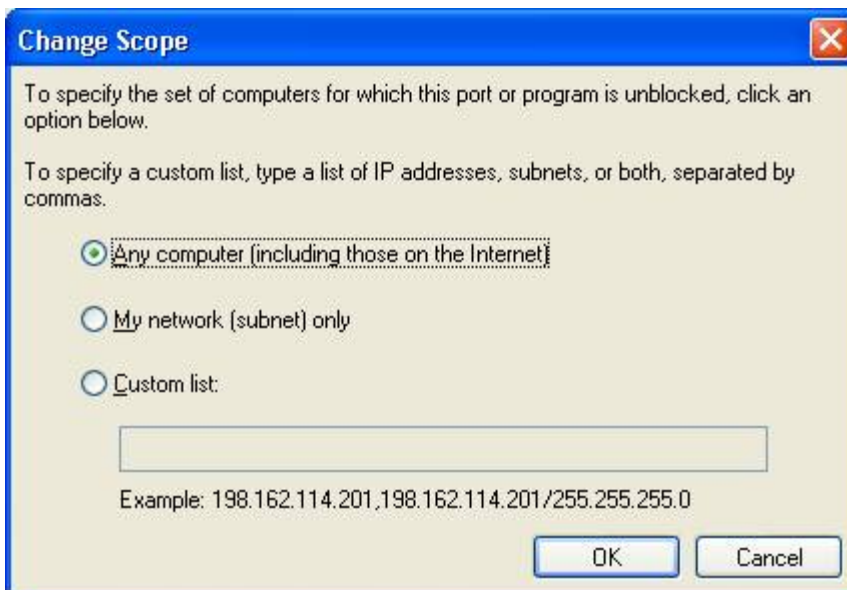 Change Scope
To specify the set of computers for which this port or program is unblocked, click an
option below.
To specify a custom list, type a list of IP addresses, subnets, or both, separated by
commas.
Any computer (including those on the Internet)
My network (subnet) only
Custom list:
Example: 198.162.114.201,198.162.114.201/255.255.255.0
OK
Cancel